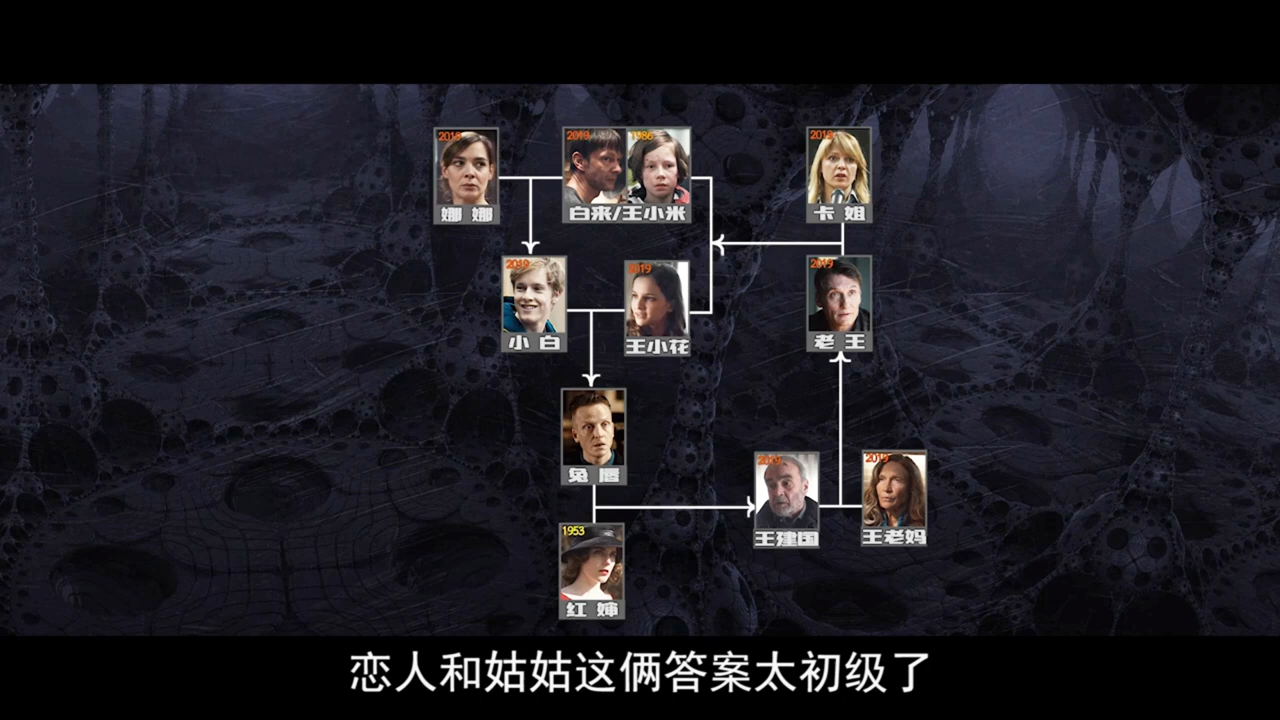 2019
2019
1986
2019
娜 娜
白来/王小米
卡 姐
2019
2019
2019
小 白
王小花
老 王
兔 唇
2019
2019
王建国
王老妈
1953
红 婶
恋人和姑姑这俩答案太初级了